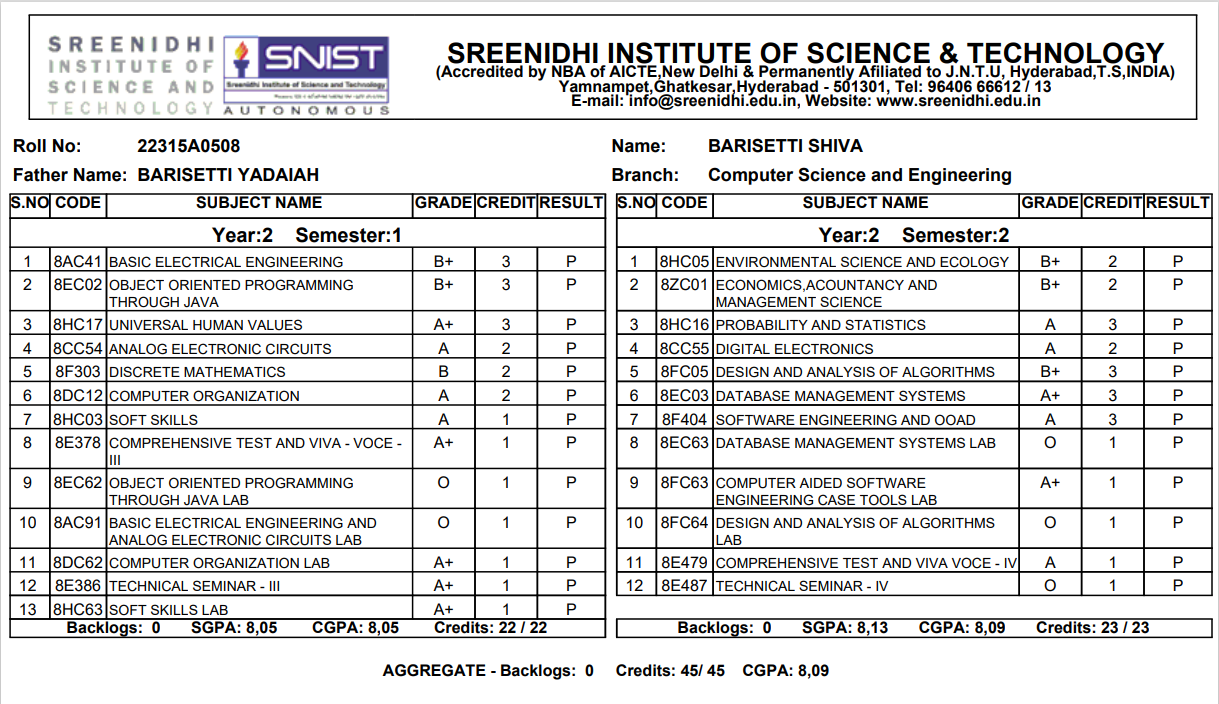 SREENIDHI
INSTITUTE OF
SCIENCE AND
TECHNOLOGY
SNIST
Sreenidhi Institute of Science and Technology
AUTONOMOUS
SREENIDHI INSTITUTE OF SCIENCE & TECHNOLOGY
(Accredited by NBA of AICTE,New Delhi & Permanently Afiliated to J.N.T.U, Hyderabad,T.S,INDIA)
Yamnampet,Ghatkesar,Hyderabad - 501301, Tel: 96406 66612 / 13
E-mail: info@sreenidhi.edu.in, Website: www.sreenidhi.edu.in
Roll No: 22315A0508 Name: BARISETTI SHIVA
Father Name: BARISETTI YADAIAH Branch: Computer Science and Engineering
S.NO CODE SUBJECT NAME GRADE CREDIT RESULT
Year:2 Semester:1
1 8AC41 BASIC ELECTRICAL ENGINEERING B+ 3 P
2 8EC02 OBJECT ORIENTED PROGRAMMING B+ 3 P
THROUGH JAVA
3 8HC17 UNIVERSAL HUMAN VALUES A+ 3 P
4 8CC54 ANALOG ELECTRONIC CIRCUITS A 2 P
5 8F303 DISCRETE MATHEMATICS B 2 P
6 8DC12 COMPUTER ORGANIZATION A 2 P
7 8HC03 SOFT SKILLS A 1 P
8 8E378 COMPREHENSIVE TEST AND VIVA - VOCE - A+ 1 P
III
9 8EC62 OBJECT ORIENTED PROGRAMMING O 1 P
THROUGH JAVA LAB
10 8AC91 BASIC ELECTRICAL ENGINEERING AND O 1 P
ANALOG ELECTRONIC CIRCUITS LAB
11 8DC62 COMPUTER ORGANIZATION LAB A+ 1 P
12 8E386 TECHNICAL SEMINAR - III A+ 1 P
13 8HC63 SOFT SKILLS LAB A+ 1 P
Backlogs: 0 SGPA: 8,05 CGPA: 8,05 Credits: 22 / 22
S.NO CODE SUBJECT NAME GRADE CREDIT RESULT
Year:2 Semester:2
1 8HC05 ENVIRONMENTAL SCIENCE AND ECOLOGY B+ 2 P
2 8ZC01 ECONOMICS,ACOUNTANCY AND B+ 2 P
MANAGEMENT SCIENCE
3 8HC16 PROBABILITY AND STATISTICS A 3 P
4 8CC55 DIGITAL ELECTRONICS A 2 P
5 8FC05 DESIGN AND ANALYSIS OF ALGORITHMS B+ 3 P
6 8EC03 DATABASE MANAGEMENT SYSTEMS A+ 3 P
7 8F404 SOFTWARE ENGINEERING AND OOAD A 3 P
8 8EC63 DATABASE MANAGEMENT SYSTEMS LAB O 1 P
9 8FC63 COMPUTER AIDED SOFTWARE A+ 1 P
ENGINEERING CASE TOOLS LAB
10 8FC64 DESIGN AND ANALYSIS OF ALGORITHMS O 1 P
LAB
11 8E479 COMPREHENSIVE TEST AND VIVA VOCE - IV A 1 P
12 8E487 TECHNICAL SEMINAR - IV O 1 P
Backlogs: 0 SGPA: 8,13 CGPA: 8,09 Credits: 23 / 23
AGGREGATE - Backlogs: 0 Credits: 45/ 45 CGPA: 8,09